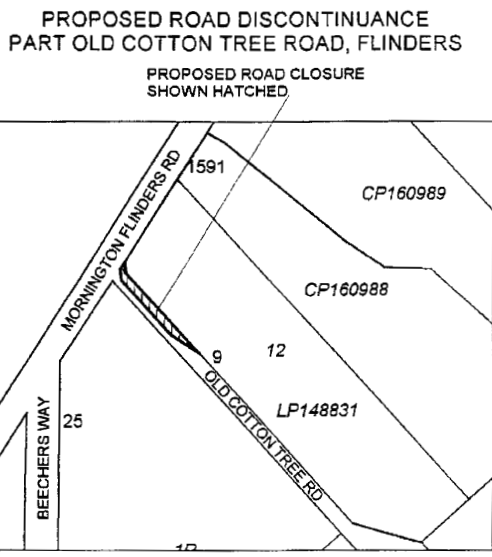 PROPOSED ROAD DISCONTINUANCE
PART OLD COTTON TREE ROAD, FLINDERS
PROPOSED ROAD CLOSURE
SHOWN HATCHED
1591
CP160989
MORNINGTON FLINDERS RD
CP160988
12
9
OLD COTTON TREE RD
LP148831
25
BEECHERS WAY